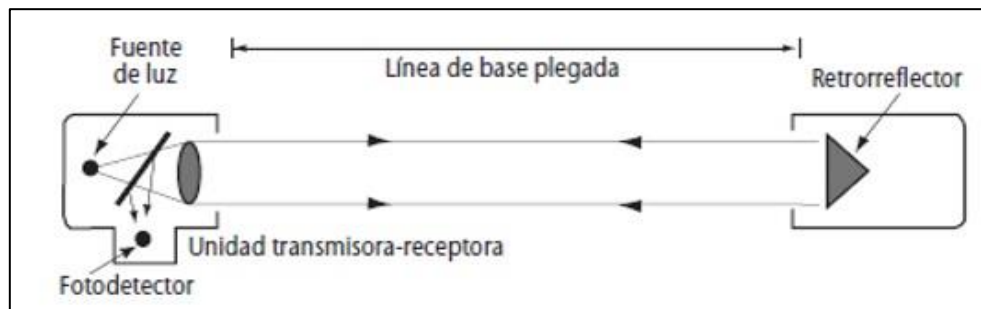 Fuente
de luz
Línea de base plegada
Retrorreflector
Unidad transmisora-receptora
Fotodetector